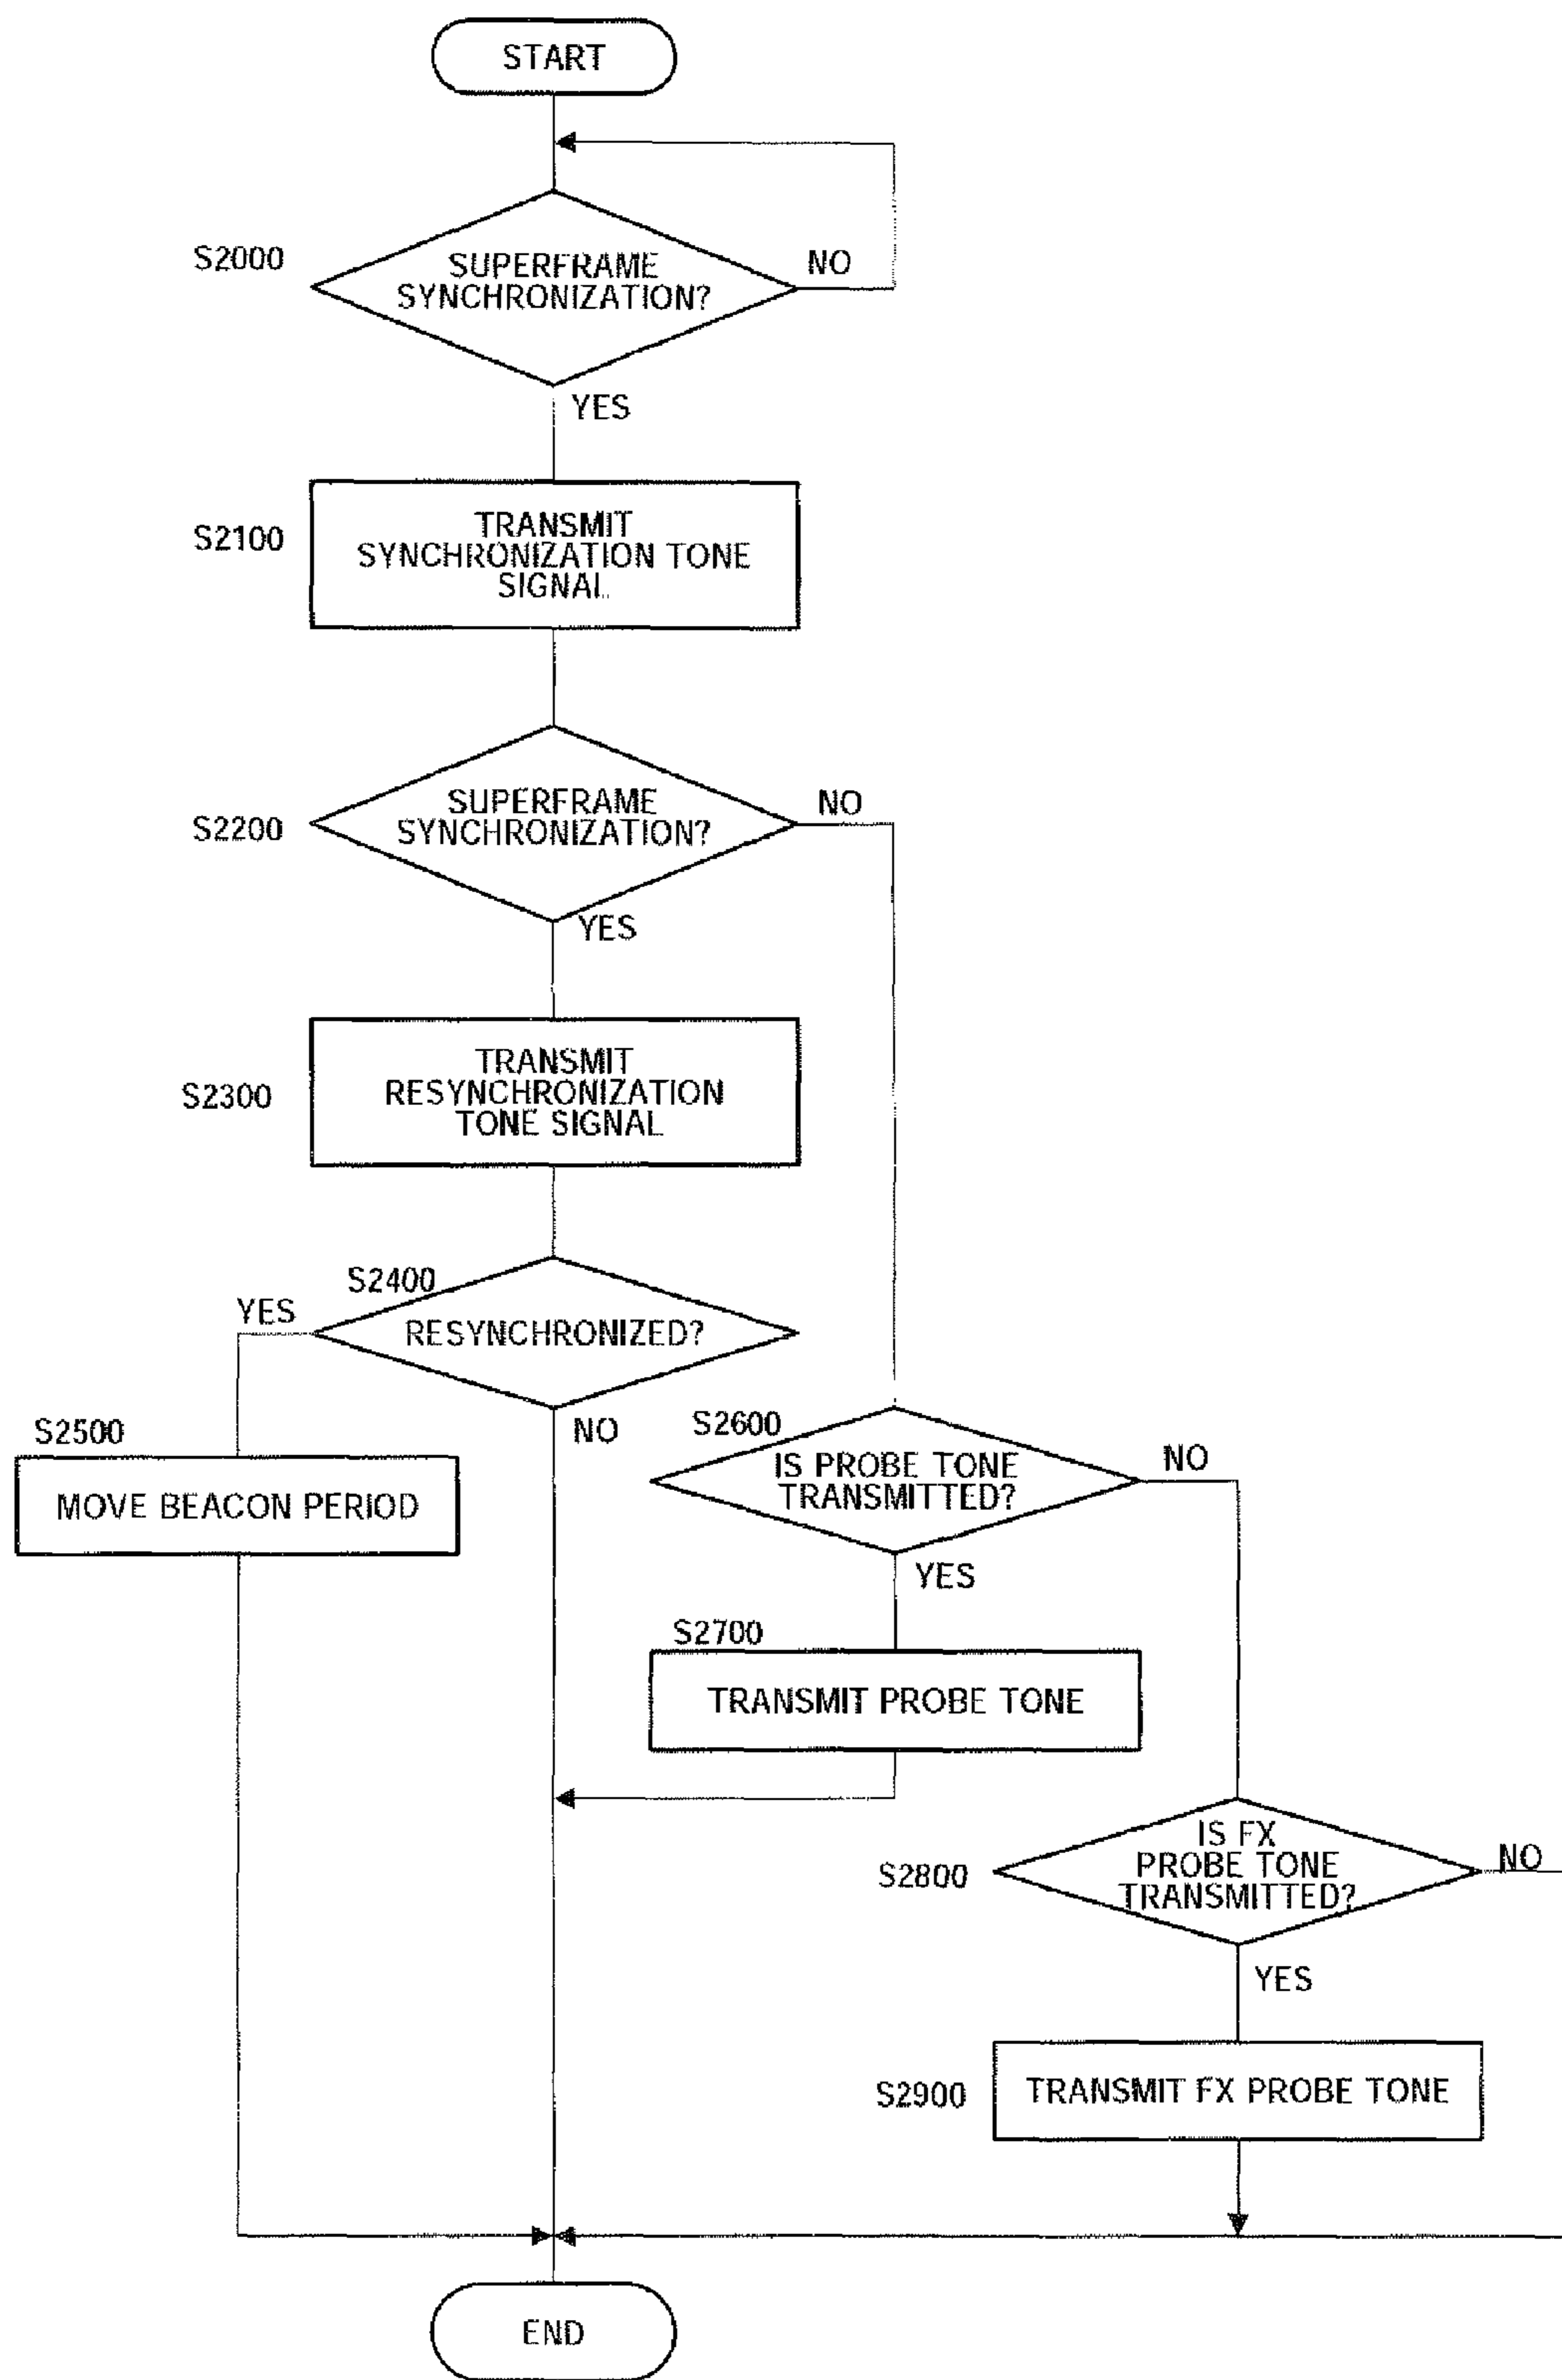 START
S2000
SUPERFRAME
SYNCHRONIZATION?
NO
YES
S2100
TRANSMIT
SYNCHRONIZATION TONE
SIGNAL
S2200
SUPERFRAME
SYNCHRONIZATION?
NO
YES
S2300
TRANSMIT
RESYNCHRONIZATION
TONE SIGNAL
S2400
YES
RESYNCHRONIZED?
NO
S2500
MOVE BEACON PERIOD
S2600
IS PROBE TONE
TRANSMITTED?
NO
YES
S2700
TRANSMIT PROBE TONE
S2800
IS FX
PROBE TONE
TRANSMITTED?
NO
YES
S2900
TRANSMIT FX PROBE TONE
END